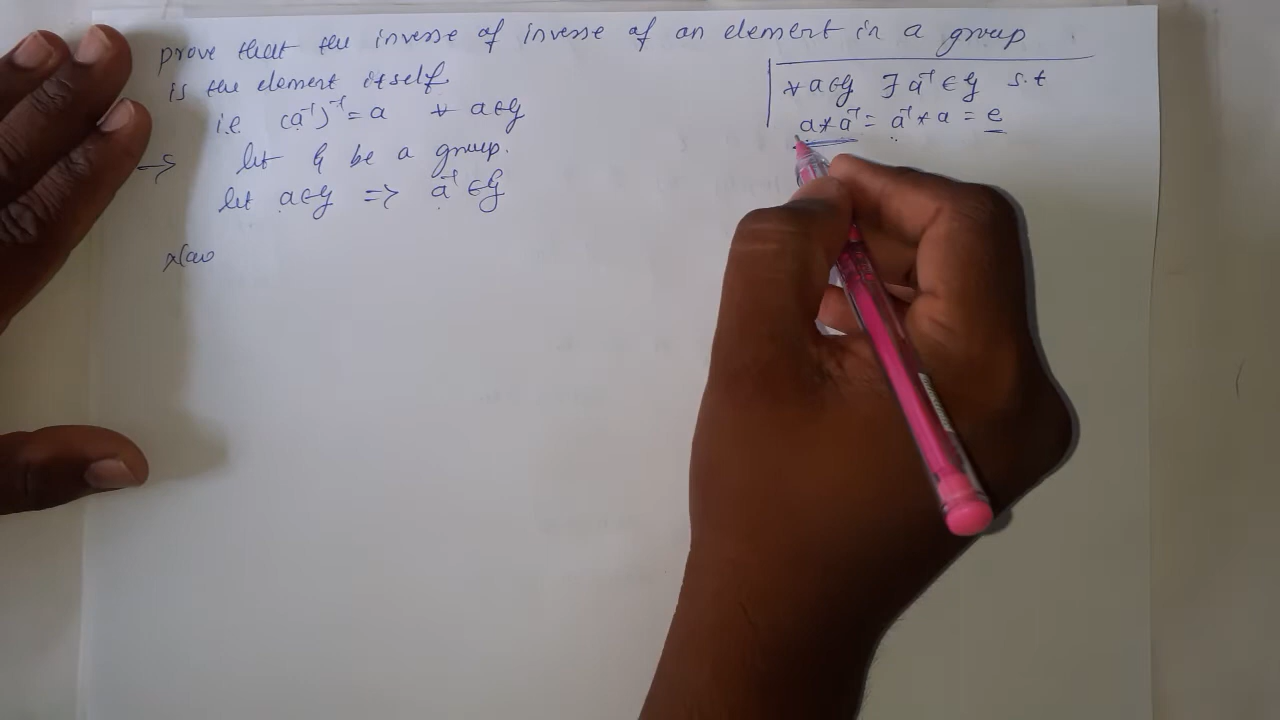 prove that the inverse of inverse of an element in a group
is the element itself
i.e (a⁻¹)⁻¹ = a ∀ a∈G
→ let G be a group.
let a∈G => a⁻¹ ∈G
Now
∀ a∈G ∃ a⁻¹ ∈ G s.t
a * a⁻¹ = a⁻¹ * a = e